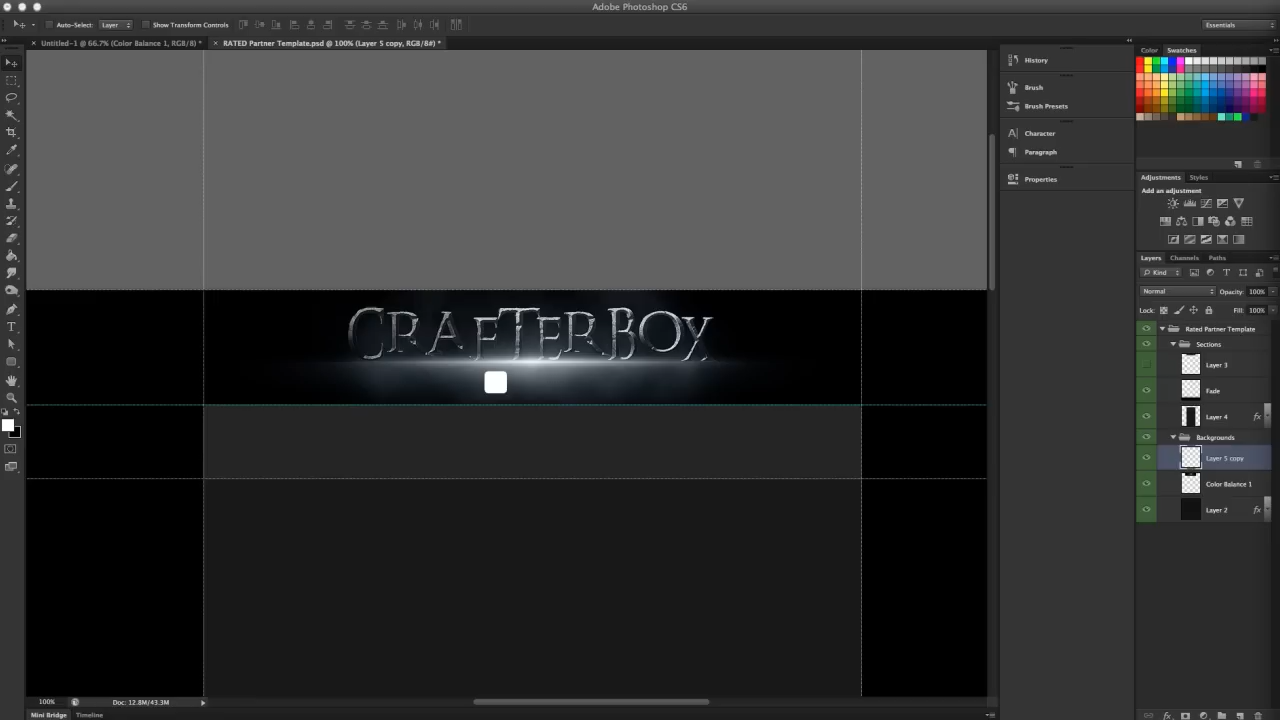 Adobe Photoshop CS6
Auto-Select: Layer Show Transform Controls Essentials
Untitled-1 @ 66.7% (Color Balance 1, RGB/8) * RATED Partner Template.psd @ 100% (Layer 5 copy, RGB/8#) *
Color Swatches
History
Brush
Brush Presets
Character
Paragraph
Properties
Adjustments Styles
Add an adjustment
Layers Channels Paths
Kind
Normal Opacity: 100%
Lock: Fill: 100%
Rated Partner Template
Sections
Layer 3
Fade
Layer 4 fx
Backgrounds
Layer 5 copy
Color Balance 1
Layer 2 fx
CRAFTERBOX
100% Doc: 12.8M/43.3M
Mini Bridge Timeline
fx